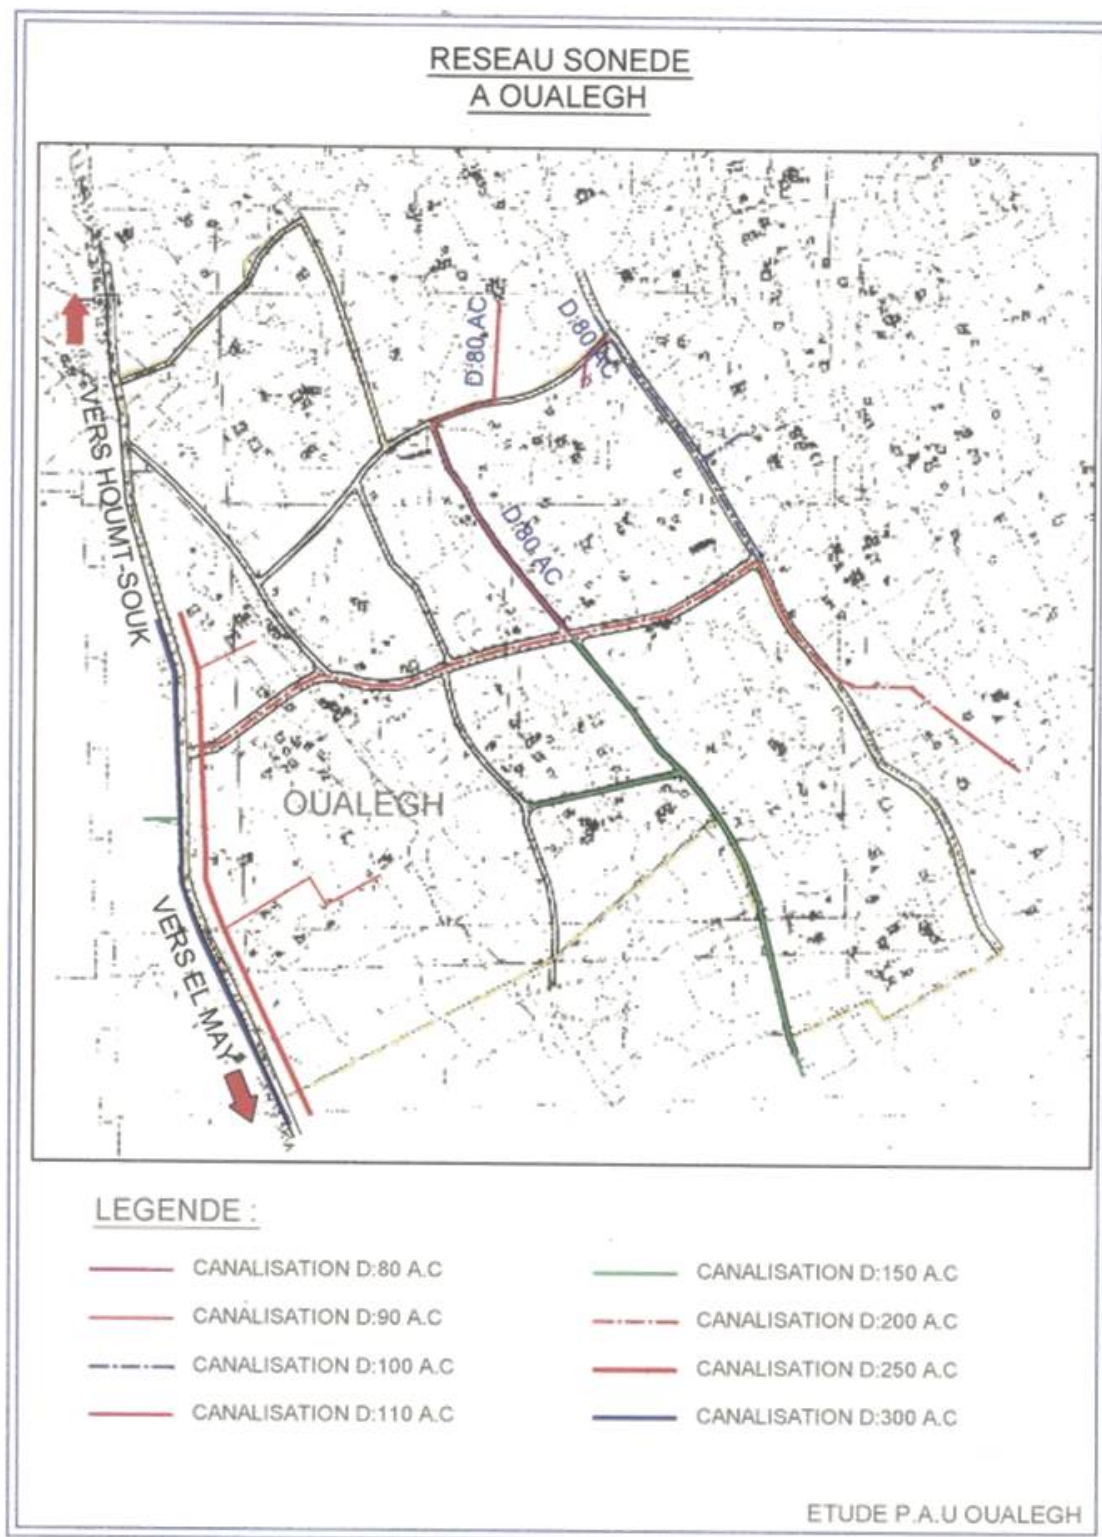 RESEAU SONEDE
A OUALEGH
D:80 AC
D:80 AC
VERS HOUMT-SOUK
D:80 AC
OUALEGH
VERS EL MAY
LEGENDE :
CANALISATION D:80 A.C
CANALISATION D:90 A.C
CANALISATION D:100 A.C
CANALISATION D:110 A.C
CANALISATION D:150 A.C
CANALISATION D:200 A.C
CANALISATION D:250 A.C
CANALISATION D:300 A.C
ETUDE P.A.U OUALEGH